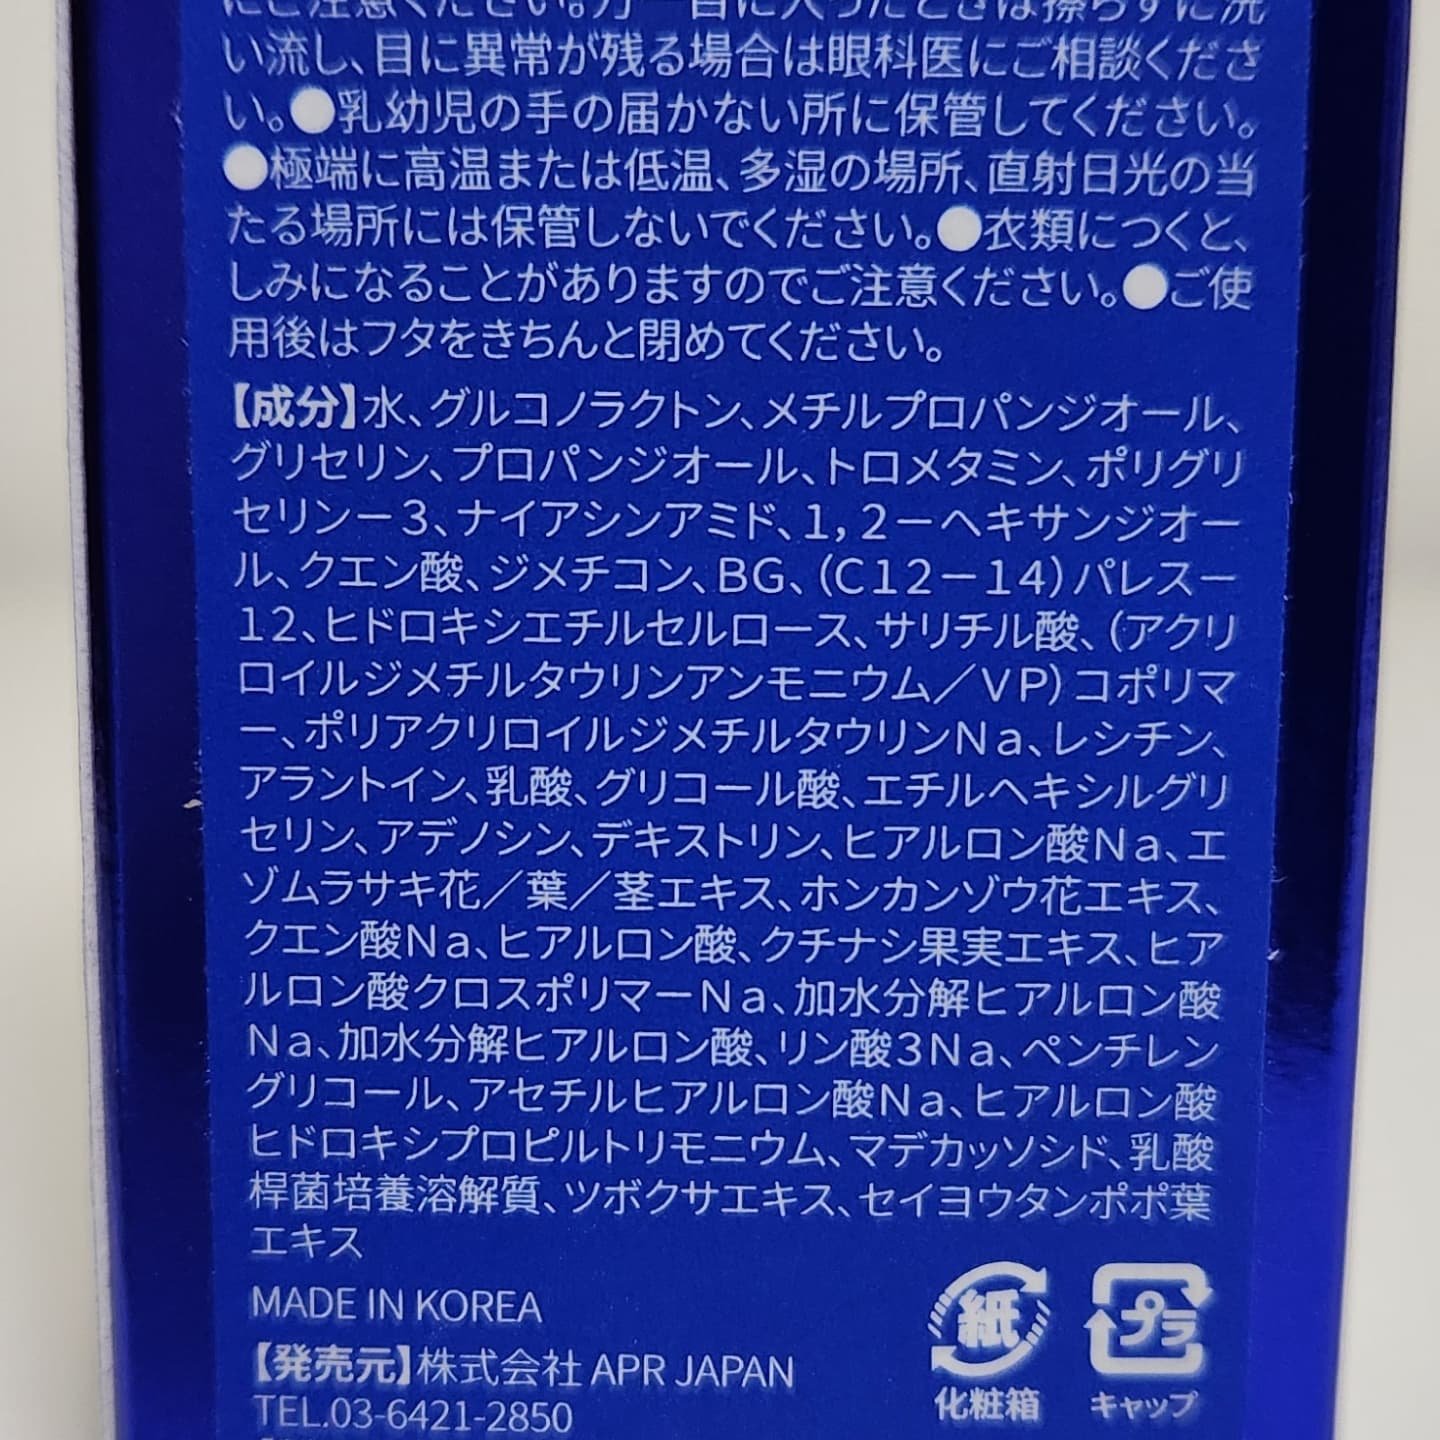 にご注意ください。万一目に入ったときは擦らずに洗
い流し、目に異常が残る場合は眼科医にご相談くださ
い。●乳幼児の手の届かない所に保管してください。
●極端に高温または低温、多湿の場所、直射日光の当
たる場所には保管しないでください。●衣類につくと、
しみになることがありますのでご注意ください。●ご使
用後はフタをきちんと閉めてください。
【成分】水、グルコノラクトン、メチルプロパンジオール、
グリセリン、プロパンジオール、トロメタミン、ポリグリ
セリン－3、ナイアシンアミド、1，2－ヘキサンジオー
ル、クエン酸、ジメチコン、BG、（C12－14）パレス－
12、ヒドロキシエチルセルロース、サリチル酸、（アクリ
ロイルジメチルタウリンアンモニウム／VP）コポリマ
ー、ポリアクリロイルジメチルタウリンNa、レシチン、
アラントイン、乳酸、グリコール酸、エチルヘキシルグリ
セリン、アデノシン、デキストリン、ヒアルロン酸Na、エ
ゾムラサキ花／葉／茎エキス、ホンカンゾウ花エキス、
クエン酸Na、ヒアルロン酸、クチナシ果実エキス、ヒア
ルロン酸クロスポリマーNa、加水分解ヒアルロン酸
Na、加水分解ヒアルロン酸、リン酸3Na、ペンチレン
グリコール、アセチルヒアルロン酸Na、ヒアルロン酸
ヒドロキシプロピルトリモニウム、マデカッソシド、乳酸
桿菌培養溶解質、ツボクサエキス、セイヨウタンポポ葉
エキス
MADE IN KOREA
【発売元】株式会社 APR JAPAN
TEL.03-6421-2850
紙
化粧箱
プラ
キャップ